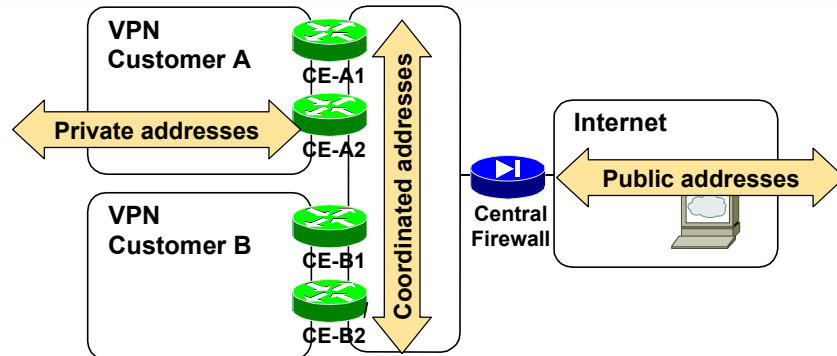 VPN
Customer A
CE-A1
Private addresses
CE-A2
VPN
Customer B
CE-B1
CE-B2
Coordinated addresses
Central
Firewall
Internet
Public addresses